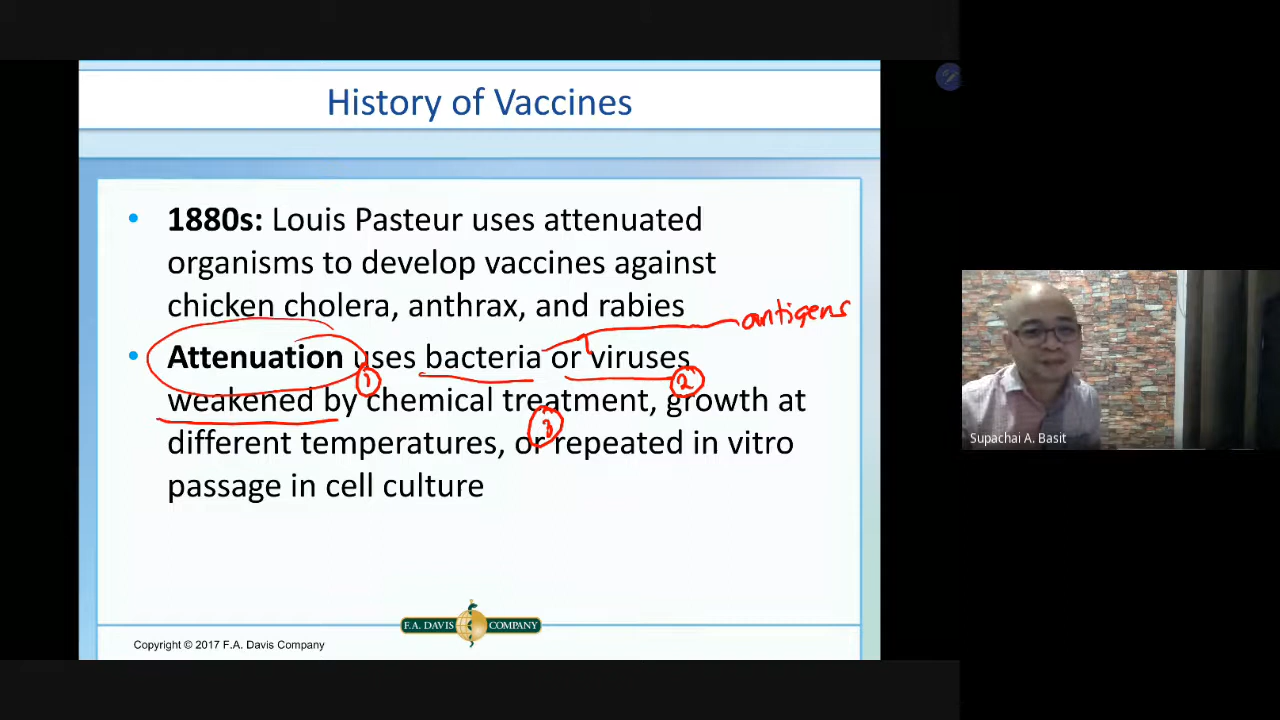 History of Vaccines
• 1880s: Louis Pasteur uses attenuated
organisms to develop vaccines against
chicken cholera, anthrax, and rabies
antigens
• Attenuation uses bacteria or viruses
1
2
weakened by chemical treatment, growth at
3
different temperatures, or repeated in vitro
passage in cell culture
F.A. DAVIS COMPANY
Copyright © 2017 F.A. Davis Company
Supachai A. Basit